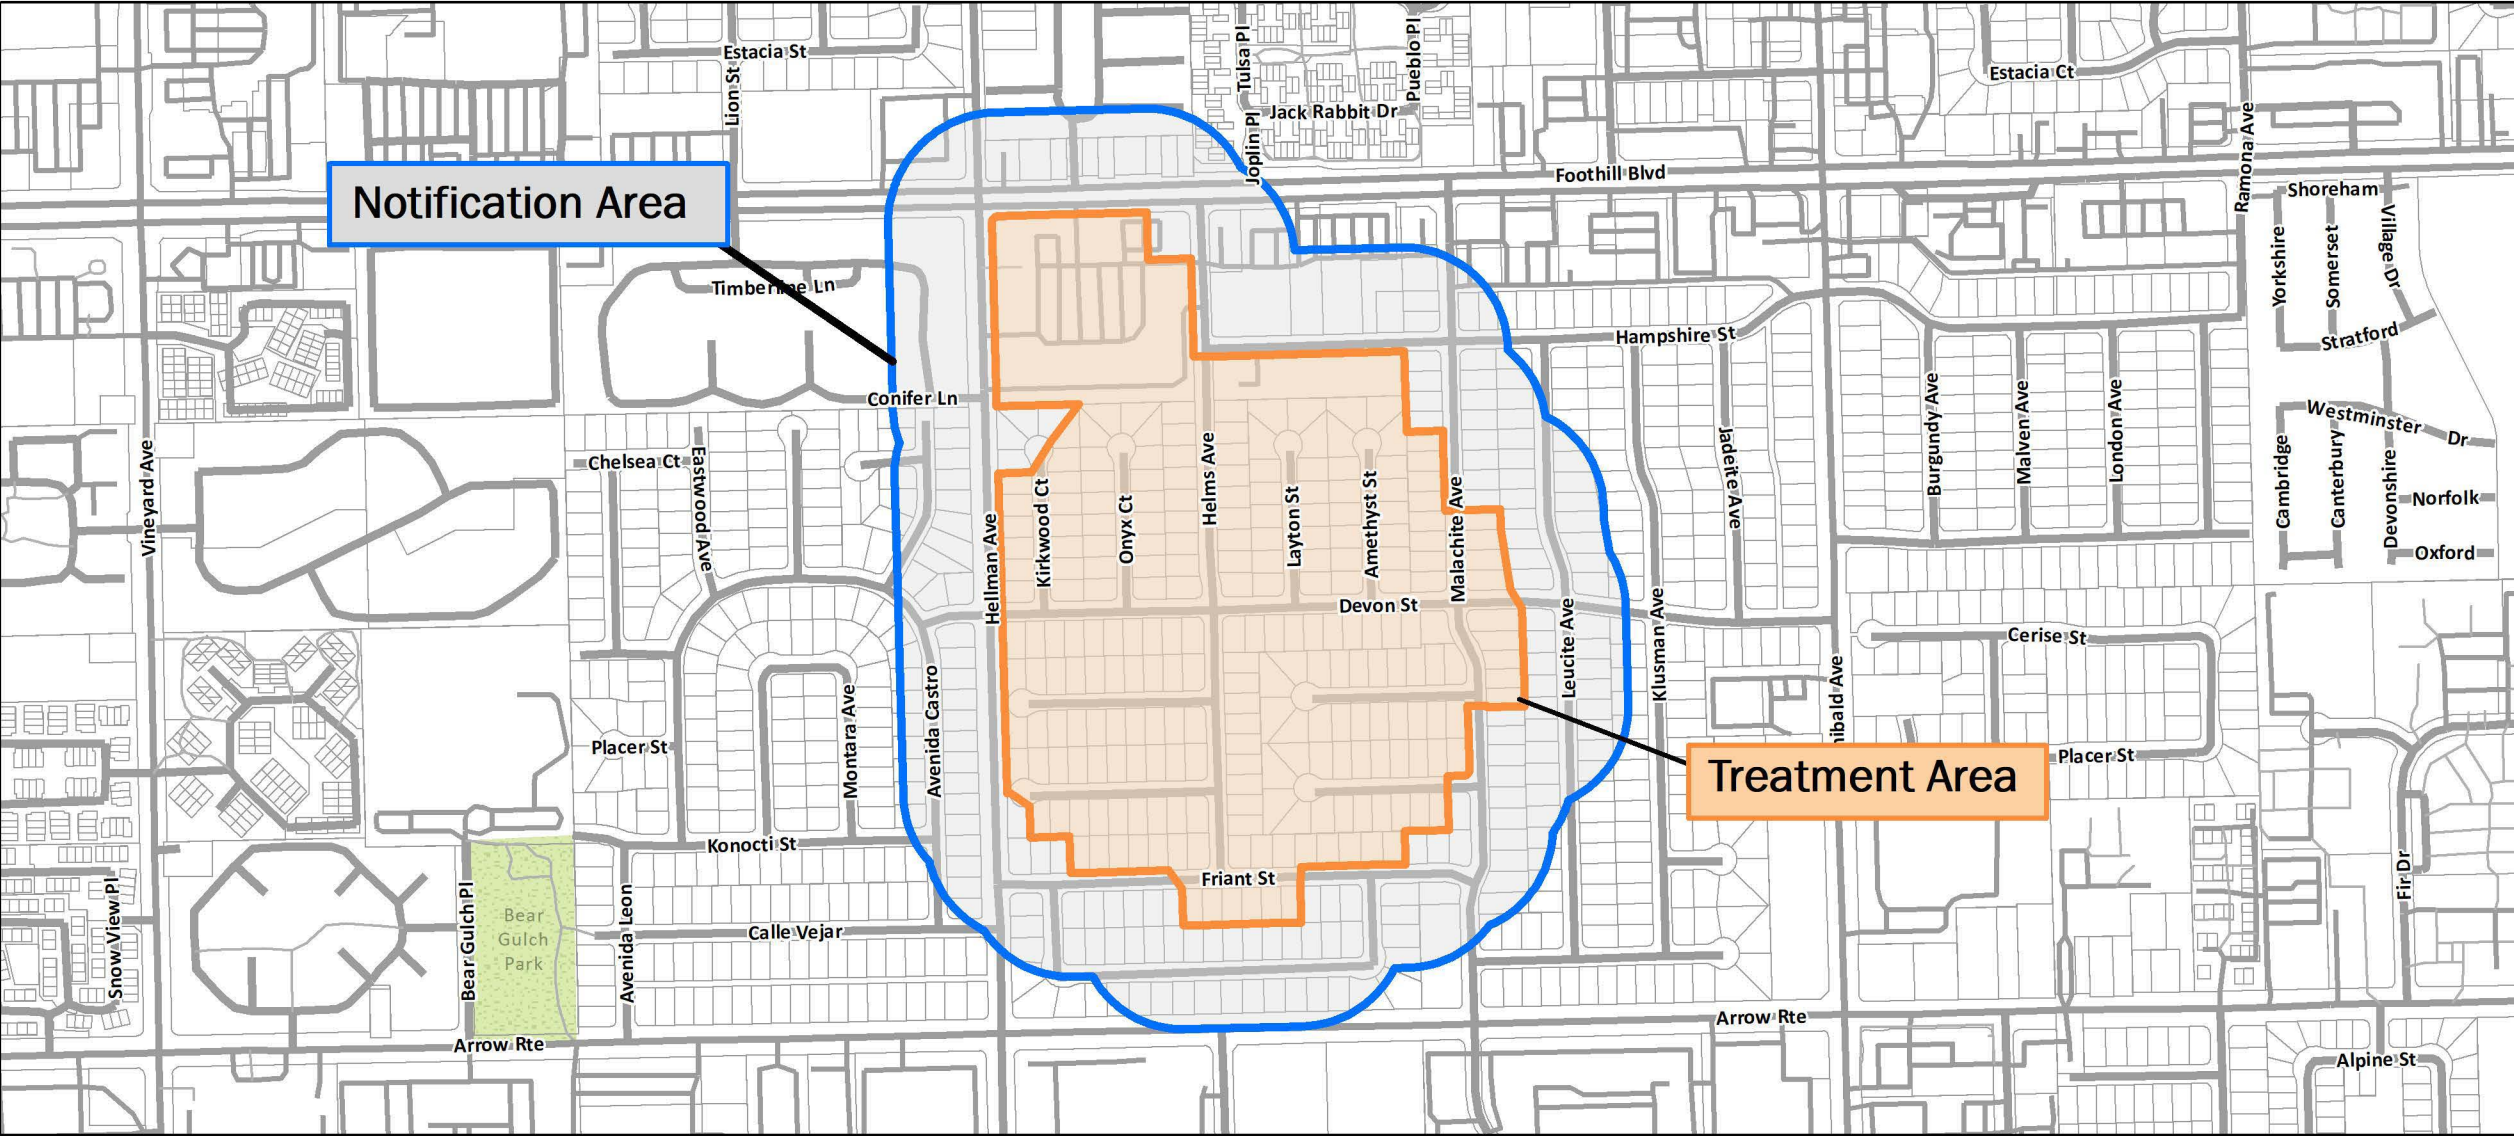 Estacia St
Lion St
Tulsa Pl
Pueblo Pl
Jack Rabbit Dr
Joplin Pl
Estacia Ct
Ramona Ave
Foothill Blvd
Notification Area
Shoreham
Village Dr
Yorkshire
Somerset
Timberline Ln
Hampshire St
Stratford
Conifer Ln
Burgundy Ave
Malven Ave
London Ave
Westminster Dr
Cambridge
Canterbury
Devonshire
Norfolk
Oxford
Vineyard Ave
Chelsea Ct
Eastwood Ave
Hellman Ave
Kirkwood Ct
Onyx Ct
Helms Ave
Layton St
Amethyst St
Malachite Ave
Jadeite Ave
Devon St
Leucite Ave
Klusman Ave
Cerise St
Avenida Castro
Montara Ave
Placer St
hibald Ave
Treatment Area
Placer St
Konocti St
Friant St
Fir Dr
Snow View Pl
Bear Gulch Pl
Bear
Gulch
Park
Avenida Leon
Calle Vejar
Arrow Rte
Arrow Rte
Alpine St